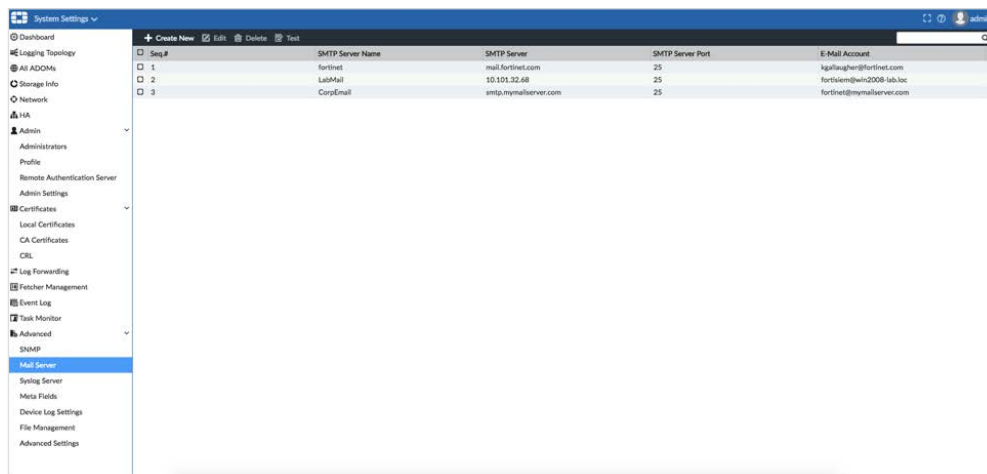 System Settings
admin
Dashboard
Logging Topology
All ADOMs
Storage Info
Network
HA
Admin
Administrators
Profile
Remote Authentication Server
Admin Settings
Certificates
Local Certificates
CA Certificates
CRL
Log Forwarding
Fetcher Management
Event Log
Task Monitor
Advanced
SNMP
Mail Server
Syslog Server
Meta Fields
Device Log Settings
File Management
Advanced Settings
Create New Edit Delete Test
Seq.# SMTP Server Name SMTP Server SMTP Server Port E-Mail Account
1 fortinet mail.fortinet.com 25 kgallaugher@fortinet.com
2 LabMail 10.101.32.68 25 fortisiem@win2008-lab.loc
3 CorpEmail smtp.mymailserver.com 25 fortinet@mymailserver.com